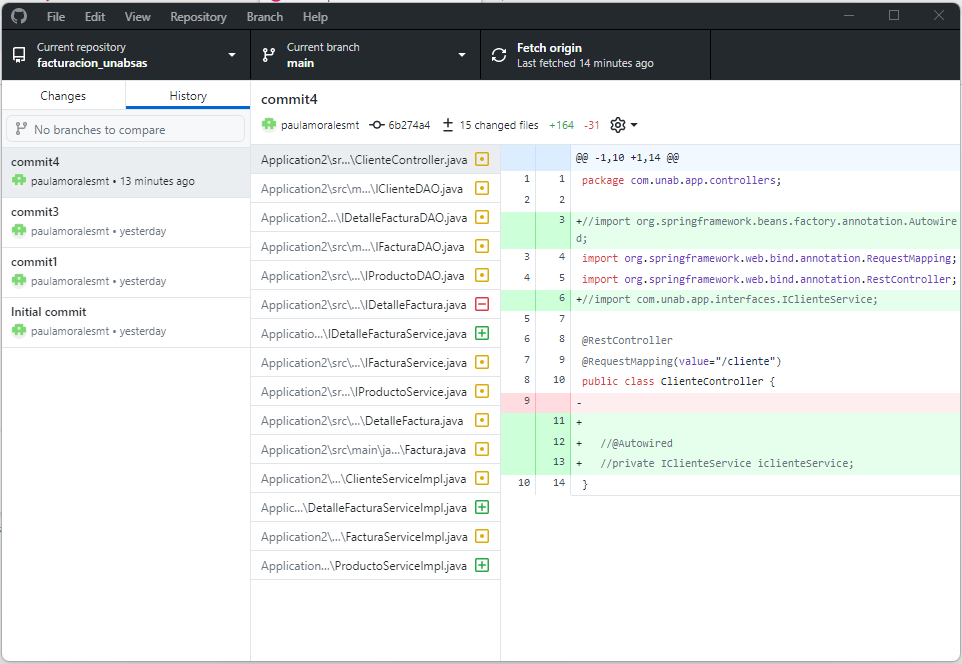 File Edit View Repository Branch Help
Current repository
facturacion_unabsas
Current branch
main
Fetch origin
Last fetched 14 minutes ago
Changes
History
No branches to compare
commit4
paulamoralesmt • 13 minutes ago
commit3
paulamoralesmt • yesterday
commit1
paulamoralesmt • yesterday
Initial commit
paulamoralesmt • yesterday
commit4
paulamoralesmt 6b274a4 15 changed files +164 -31
Application2\sr...\ClienteController.java
Application2\src\m...\IClienteDAO.java
Application2...\IDetalleFacturaDAO.java
Application2\src\m...\IFacturaDAO.java
Application2\src\...\IProductoDAO.java
Application2\src\...\IDetalleFactura.java
Applicatio...\IDetalleFacturaService.java
Application2\src\...\IFacturaService.java
Application2\sr...\IProductoService.java
Application2\src\...\DetalleFactura.java
Application2\src\main\ja...\Factura.java
Application2\...\ClienteServiceImpl.java
Applic...\DetalleFacturaServiceImpl.java
Application2\...\FacturaServiceImpl.java
Application...\ProductoServiceImpl.java
@@ -1,10 +1,14 @@
1 1 package com.unab.app.controllers;
2 2
3 +//import org.springframework.beans.factory.annotation.Autowire
d;
3 4 import org.springframework.web.bind.annotation.RequestMapping;
4 5 import org.springframework.web.bind.annotation.RestController;
6 +//import com.unab.app.interfaces.IClienteService;
5 7
6 8 @RestController
7 9 @RequestMapping(value="/cliente")
8 10 public class ClienteController {
9 -
11 +
12 + //@Autowired
13 + //private IClienteService iclienteService;
10 14 }